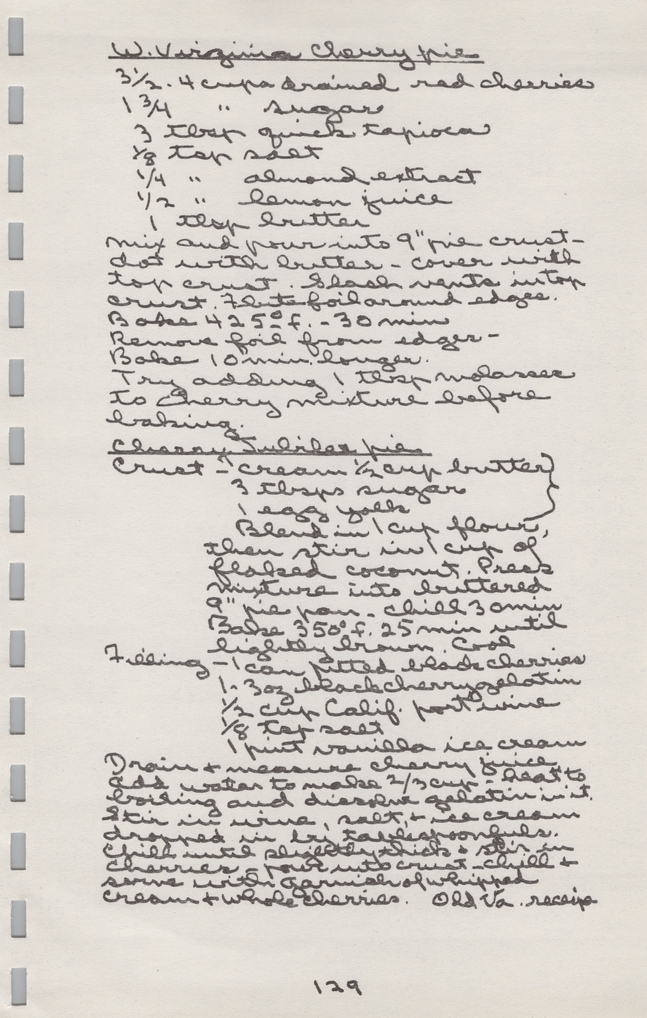 W. Virginia Cherry pie
3 1/2 - 4 cups drained red cherries
1 3/4 " sugar
3 tbsp quick tapioca
1/8 tsp salt
1/4 " almond extract
1/2 " lemon juice
1 tbsp butter
Mix and pour into 9" pie crust -
dot with butter - cover with
top crust. Slash vents in top
crust. Flute foil around edges.
Bake 425° f. - 30 min
Remove foil from edges -
Bake 10 min. longer.
Try adding 1 tbsp molasses
to cherry mixture before
baking.
Cherry Jubilee pie
Crust - cream 1/2 cup butter
3 tbsps sugar
1 egg yolk
Blend in 1 cup flour,
then stir in 1 cup of
flaked coconut. Press
mixture into buttered
9" pie pan - chill 30 min
Bake 350° f. 25 min until
lightly brown. Cool
Filling - 1 can pitted black cherries
1 - 3 oz black cherry gelatin
1/2 cup Calif. port wine
1/8 tsp salt
1 pint vanilla ice cream
Drain & measure cherry juice
add water to make 2/3 cup - heat to
boiling and dissolve gelatin in it.
Stir in wine, salt, & ice cream
dropped in by tablespoonfuls.
Chill until slightly thick & stir in
cherries, pour into crust - chill &
serve with garnish of whipped
cream & whole cherries. Old Va. receipe
129